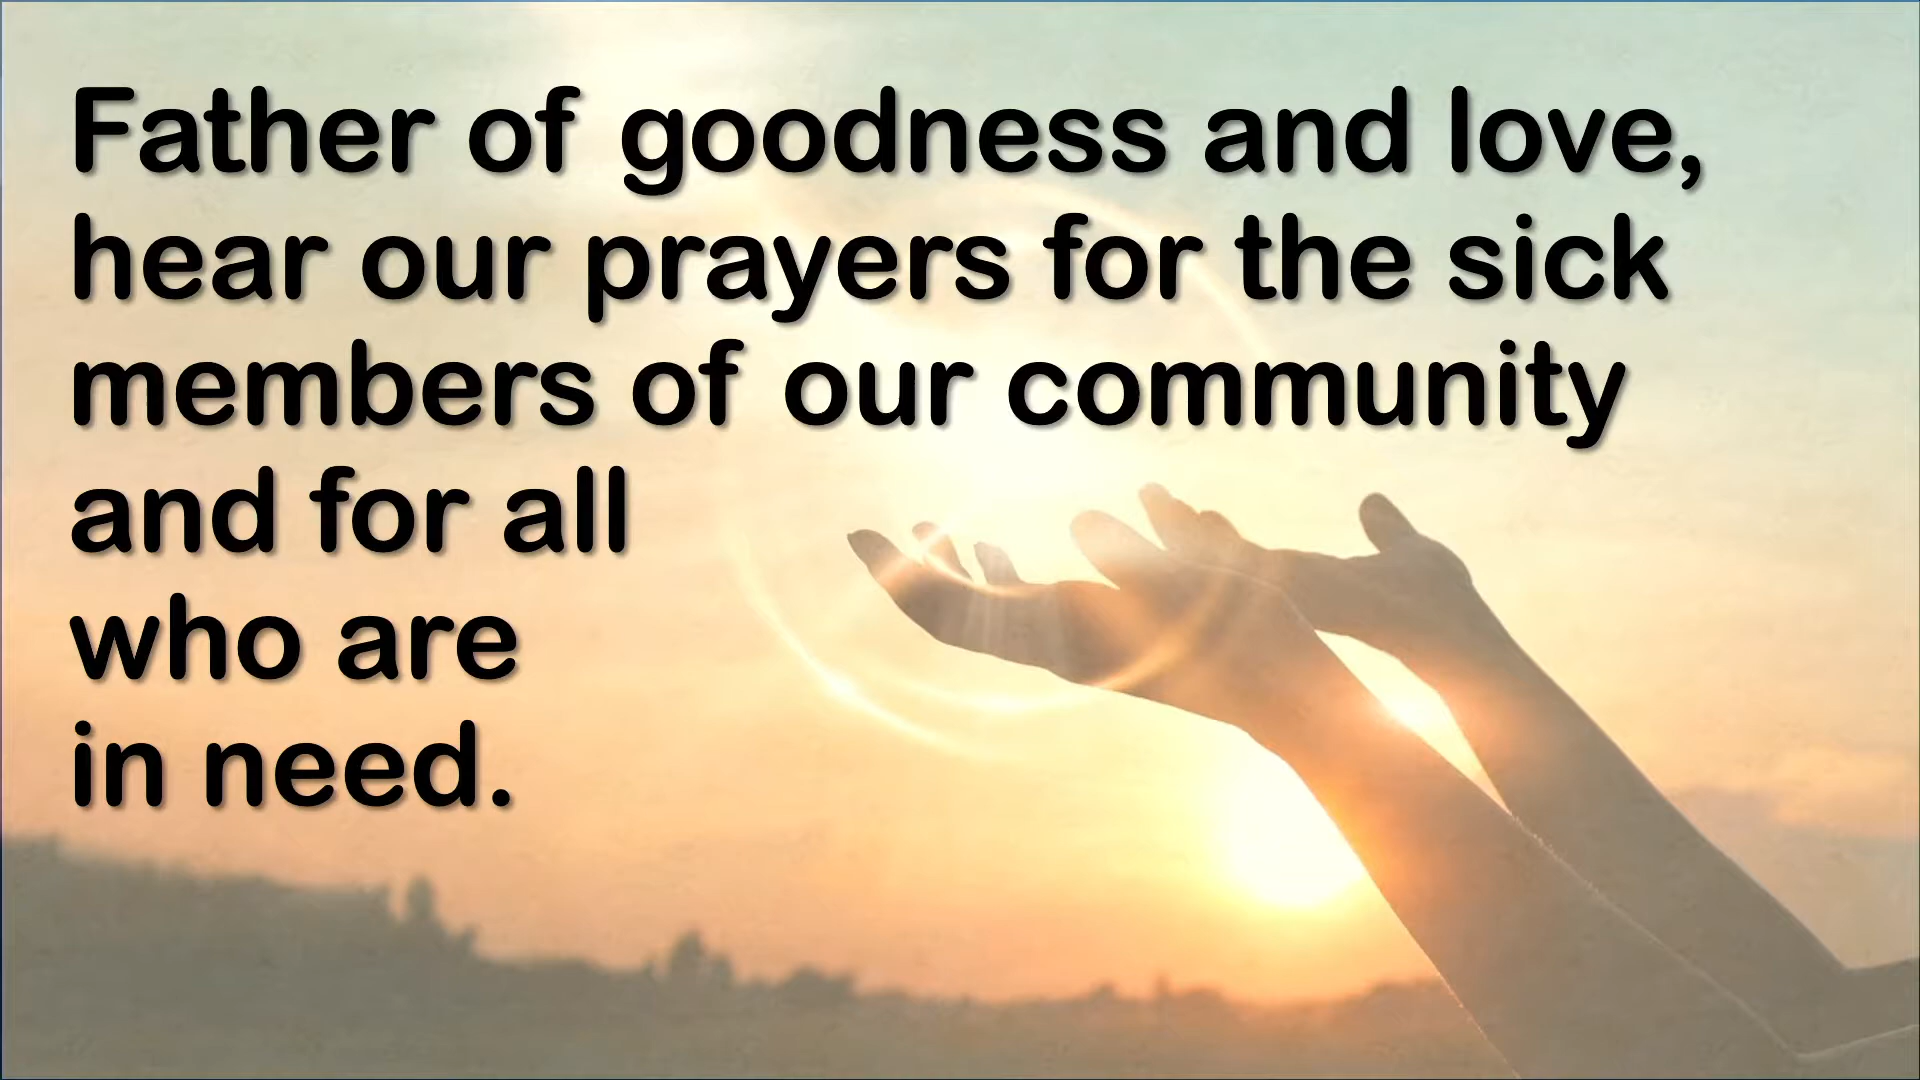 Father of goodness and love,
hear our prayers for the sick
members of our community
and for all
who are
in need.